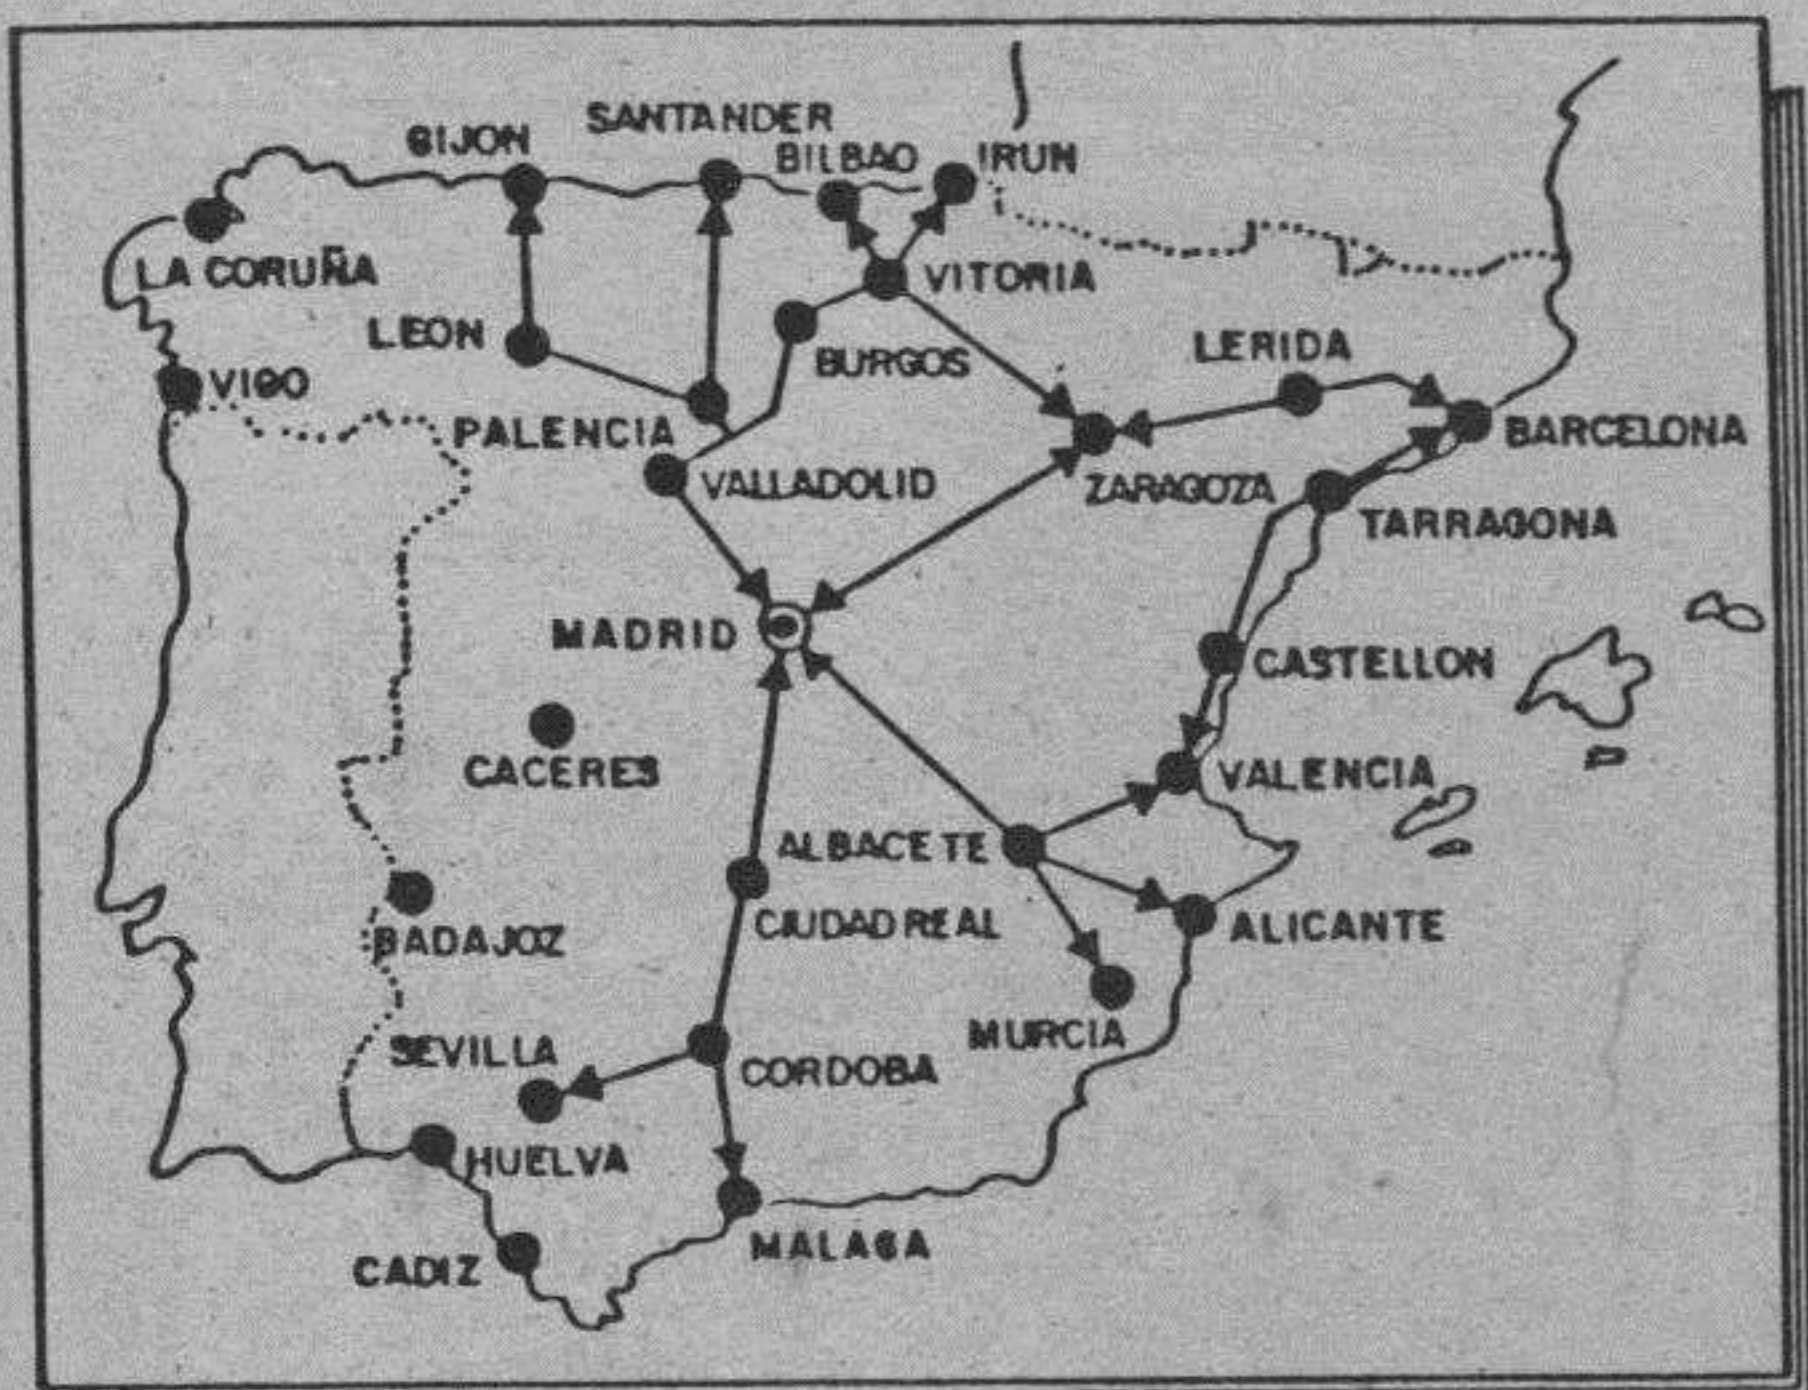 SANTANDER
GIJON
BILBAO
IRUN
LA CORUÑA
VITORIA
LEON
LERIDA
BURGOS
VIGO
PALENCIA
BARCELONA
VALLADOLID
ZARAGOZA
TARRAGONA
MADRID
CASTELLON
CACERES
VALENCIA
ALBACETE
CIUDAD REAL
ALICANTE
BADAJOZ
MURCIA
SEVILLA
CORDOBA
HUELVA
MALAGA
CADIZ